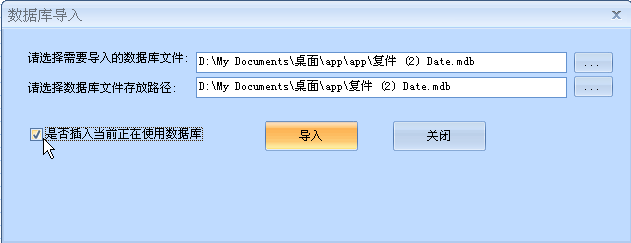 数据库导入
请选择需要导入的数据库文件: D:\My Documents\桌面\app\app\复件 (2) Date.mdb ...
请选择数据库文件存放路径: D:\My Documents\桌面\app\复件 (2) Date.mdb ...
是否插入当前正在使用数据库 导入 关闭